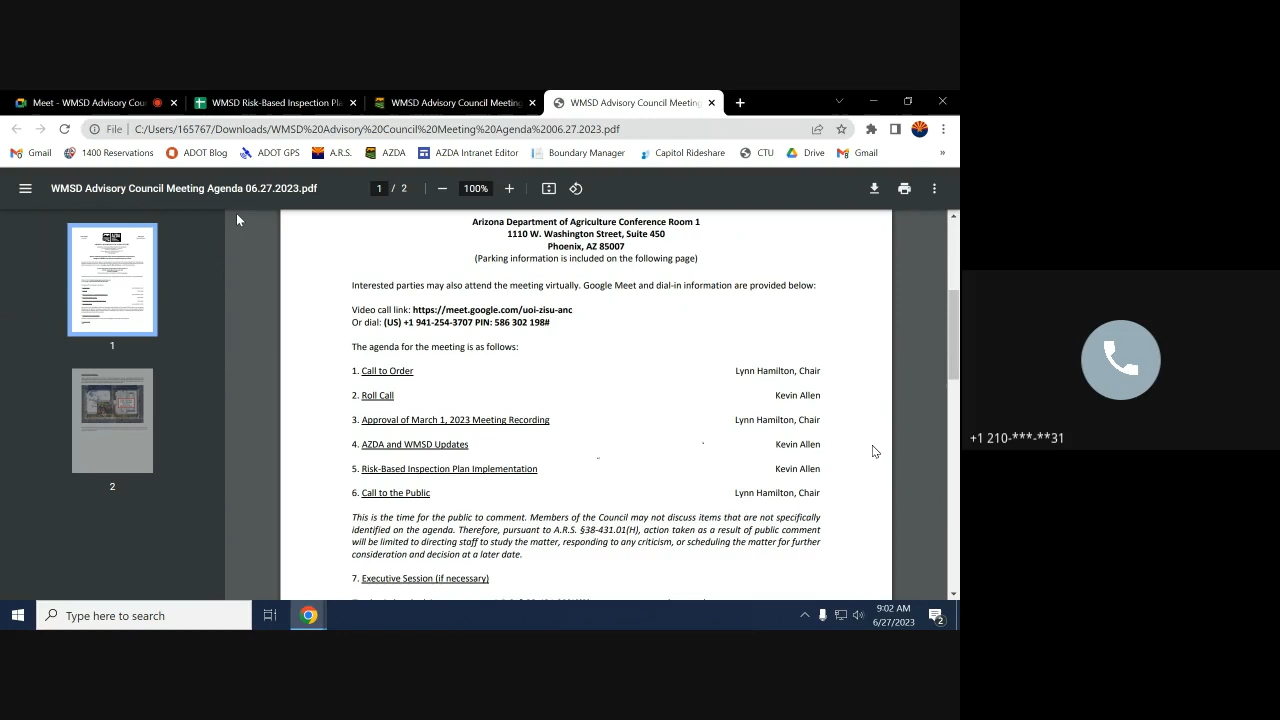 Meet - WMSD Advisory Cou
WMSD Risk-Based Inspection Pla
WMSD Advisory Council Meeting
WMSD Advisory Council Meeting
File
C:/Users/165767/Downloads/WMSD%20Advisory%20Council%20Meeting%20Agenda%2006.27.2023.pdf
Gmail
1400 Reservations
ADOT Blog
ADOT GPS
A.R.S.
AZDA
AZDA Intranet Editor
Boundary Manager
Capitol Rideshare
CTU
Drive
Gmail
»
WMSD Advisory Council Meeting Agenda 06.27.2023.pdf
1 / 2
100%
1
2
Arizona Department of Agriculture Conference Room 1
1110 W. Washington Street, Suite 450
Phoenix, AZ 85007
(Parking information is included on the following page)
Interested parties may also attend the meeting virtually. Google Meet and dial-in information are provided below:
Video call link: https://meet.google.com/uoi-zisu-anc
Or dial: (US) +1 941-254-3707 PIN: 586 302 198#
The agenda for the meeting is as follows:
1. Call to Order Lynn Hamilton, Chair
2. Roll Call Kevin Allen
3. Approval of March 1, 2023 Meeting Recording Lynn Hamilton, Chair
4. AZDA and WMSD Updates Kevin Allen
5. Risk-Based Inspection Plan Implementation Kevin Allen
6. Call to the Public Lynn Hamilton, Chair
This is the time for the public to comment. Members of the Council may not discuss items that are not specifically
identified on the agenda. Therefore, pursuant to A.R.S. §38-431.01(H), action taken as a result of public comment
will be limited to directing staff to study the matter, responding to any criticism, or scheduling the matter for further
consideration and decision at a later date.
7. Executive Session (if necessary)
+1 210-***-**31
Type here to search
9:02 AM
6/27/2023
2